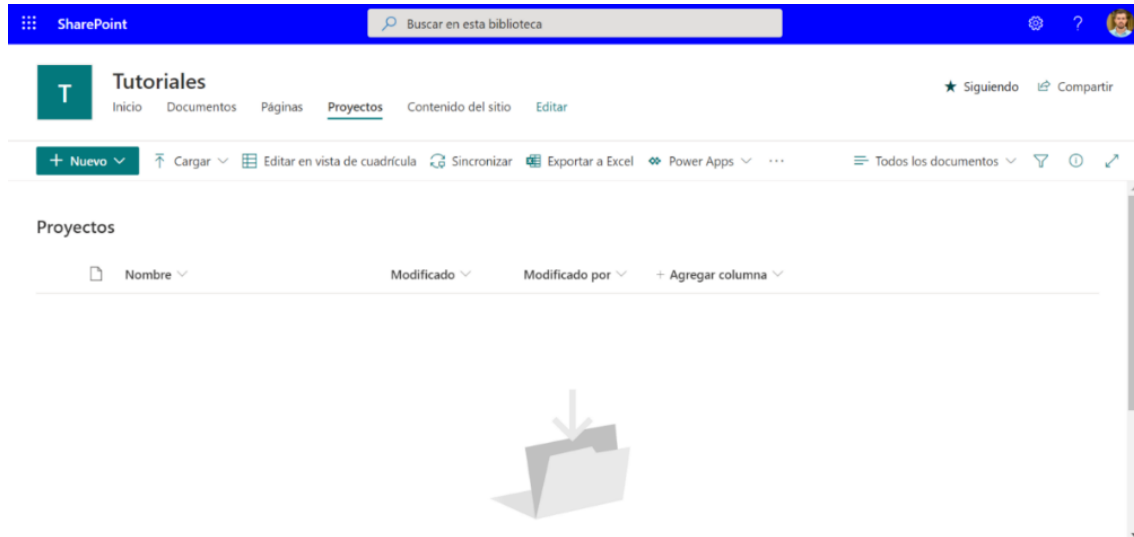 SharePoint Buscar en esta biblioteca ?
T Tutoriales
Siguiendo Compartir
Inicio Documentos Páginas Proyectos Contenido del sitio Editar
+ Nuevo Cargar Editar en vista de cuadrícula Sincronizar Exportar a Excel Power Apps ... Todos los documentos
Proyectos
Nombre Modificado Modificado por + Agregar columna